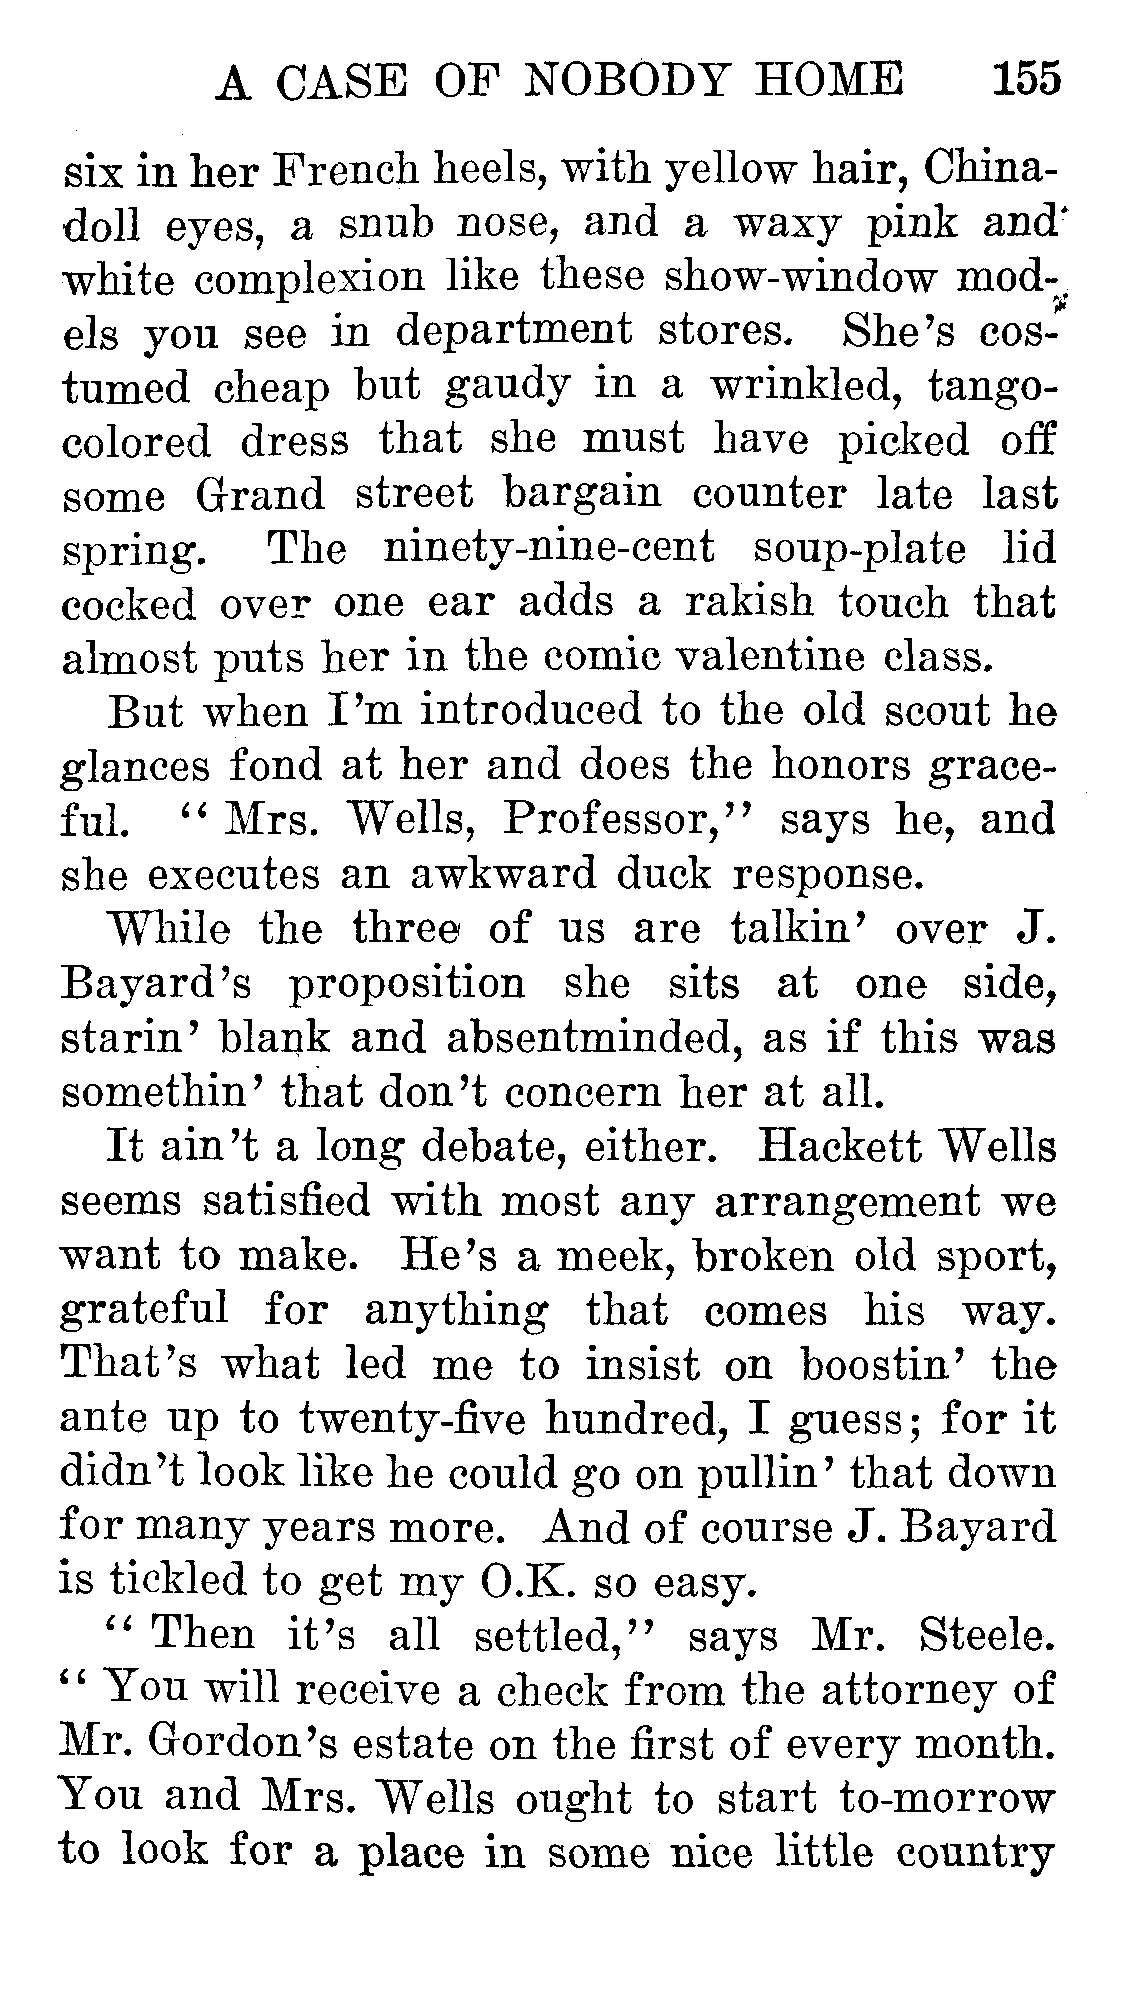 A CASE OF NOBODY HOME 155
six in her French heels, with yellow hair, China-
doll eyes, a snub nose, and a waxy pink and
white complexion like these show-window mod-
els you see in department stores. She's cos-
tumed cheap but gaudy in a wrinkled, tango-
colored dress that she must have picked off
some Grand street bargain counter late last
spring. The ninety-nine-cent soup-plate lid
cocked over one ear adds a rakish touch that
almost puts her in the comic valentine class.
But when I'm introduced to the old scout he
glances fond at her and does the honors grace-
ful. "Mrs. Wells, Professor," says he, and
she executes an awkward duck response.
While the three of us are talkin' over J.
Bayard's proposition she sits at one side,
starin' blank and absentminded, as if this was
somethin' that don't concern her at all.
It ain't a long debate, either. Hackett Wells
seems satisfied with most any arrangement we
want to make. He's a meek, broken old sport,
grateful for anything that comes his way.
That's what led me to insist on boostin' the
ante up to twenty-five hundred, I guess; for it
didn't look like he could go on pullin' that down
for many years more. And of course J. Bayard
is tickled to get my O.K. so easy.
"Then it's all settled," says Mr. Steele.
"You will receive a check from the attorney of
Mr. Gordon's estate on the first of every month.
You and Mrs. Wells ought to start to-morrow
to look for a place in some nice little country